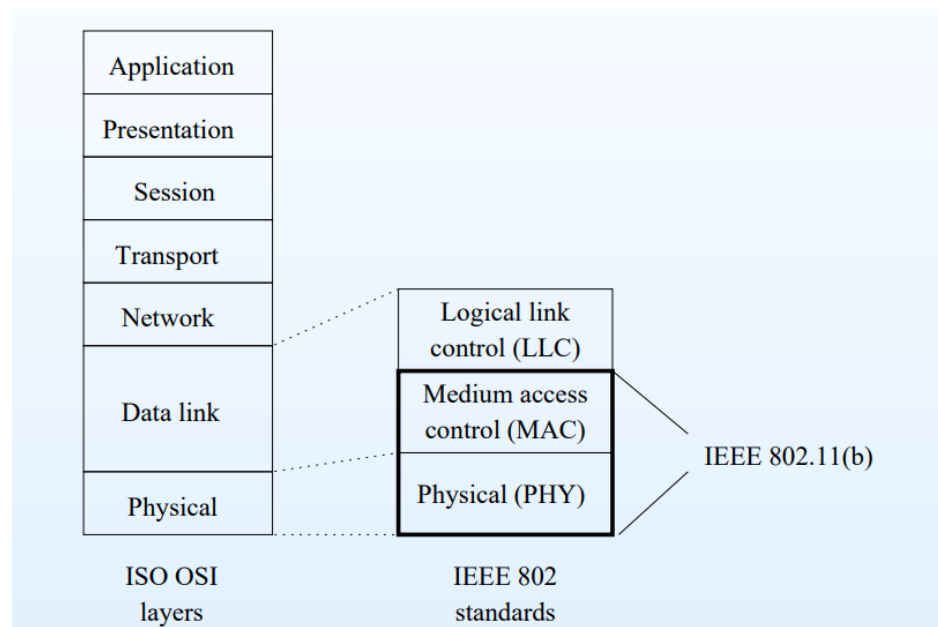 Application
Presentation
Session
Transport
Network
Data link
Physical
ISO OSI
layers
Logical link
control (LLC)
Medium access
control (MAC)
Physical (PHY)
IEEE 802
standards
IEEE 802.11(b)